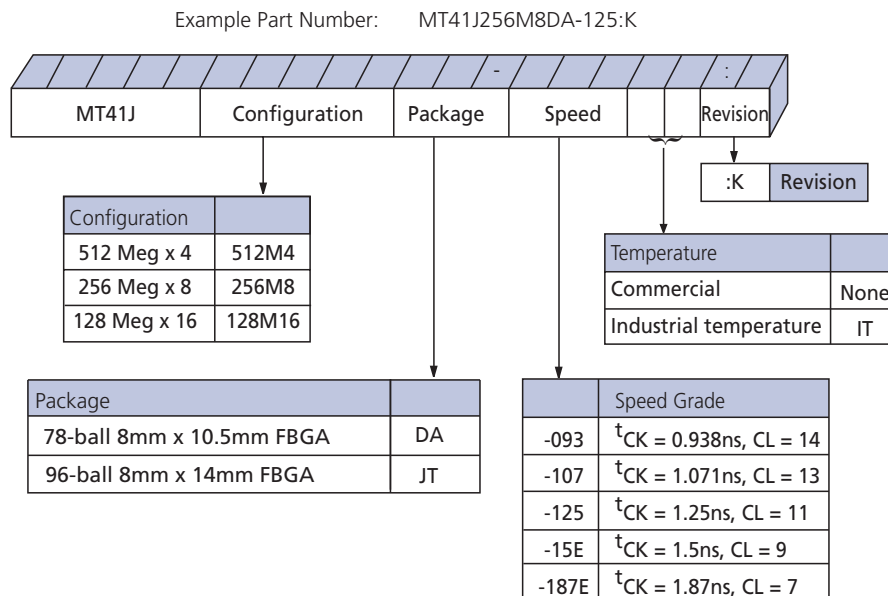 Example Part Number: MT41J256M8DA-125:K
- :
MT41J Configuration Package Speed Revision
:K Revision
Configuration
512 Meg x 4 512M4
256 Meg x 8 256M8
128 Meg x 16 128M16
Temperature
Commercial None
Industrial temperature IT
Package
78-ball 8mm x 10.5mm FBGA DA
96-ball 8mm x 14mm FBGA JT
Speed Grade
-093 tCK = 0.938ns, CL = 14
-107 tCK = 1.071ns, CL = 13
-125 tCK = 1.25ns, CL = 11
-15E tCK = 1.5ns, CL = 9
-187E tCK = 1.87ns, CL = 7